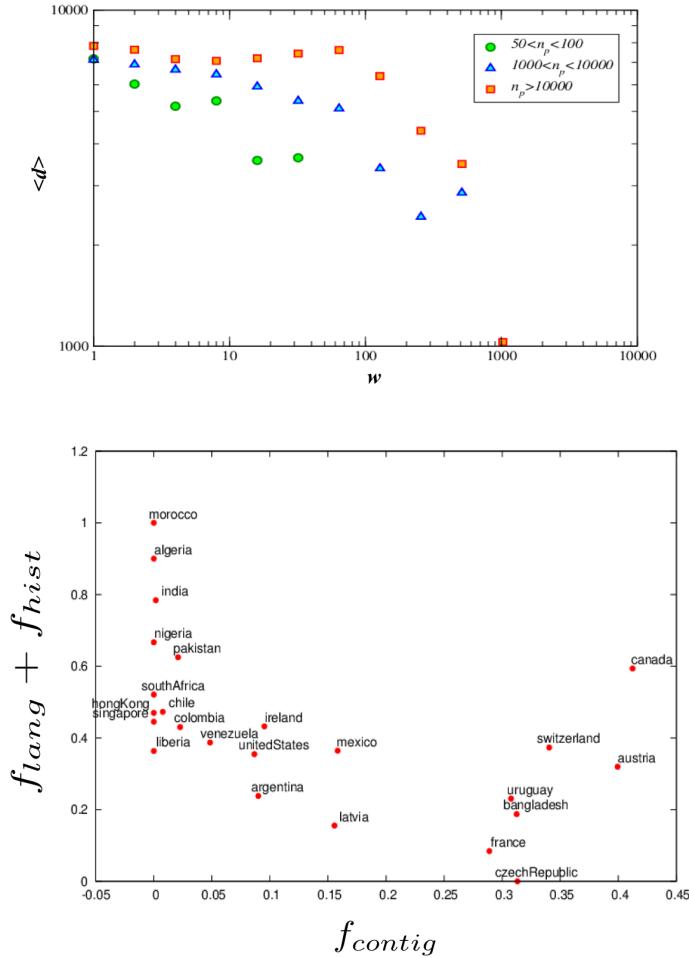 10000
1000
<d>
50<n_p<100
1000<n_p<10000
n_p>10000
1 10 100 1000 10000
w
1.2
1
0.8
0.6
0.4
0.2
0
f_lang + f_hist
morocco
algeria
india
nigeria
pakistan
canada
southAfrica
hongKong chile
singapore
colombia ireland
venezuela switzerland
liberia unitedStates mexico
austria
argentina uruguay
bangladesh
latvia
france
czechRepublic
-0.05 0 0.05 0.1 0.15 0.2 0.25 0.3 0.35 0.4 0.45
f_contig